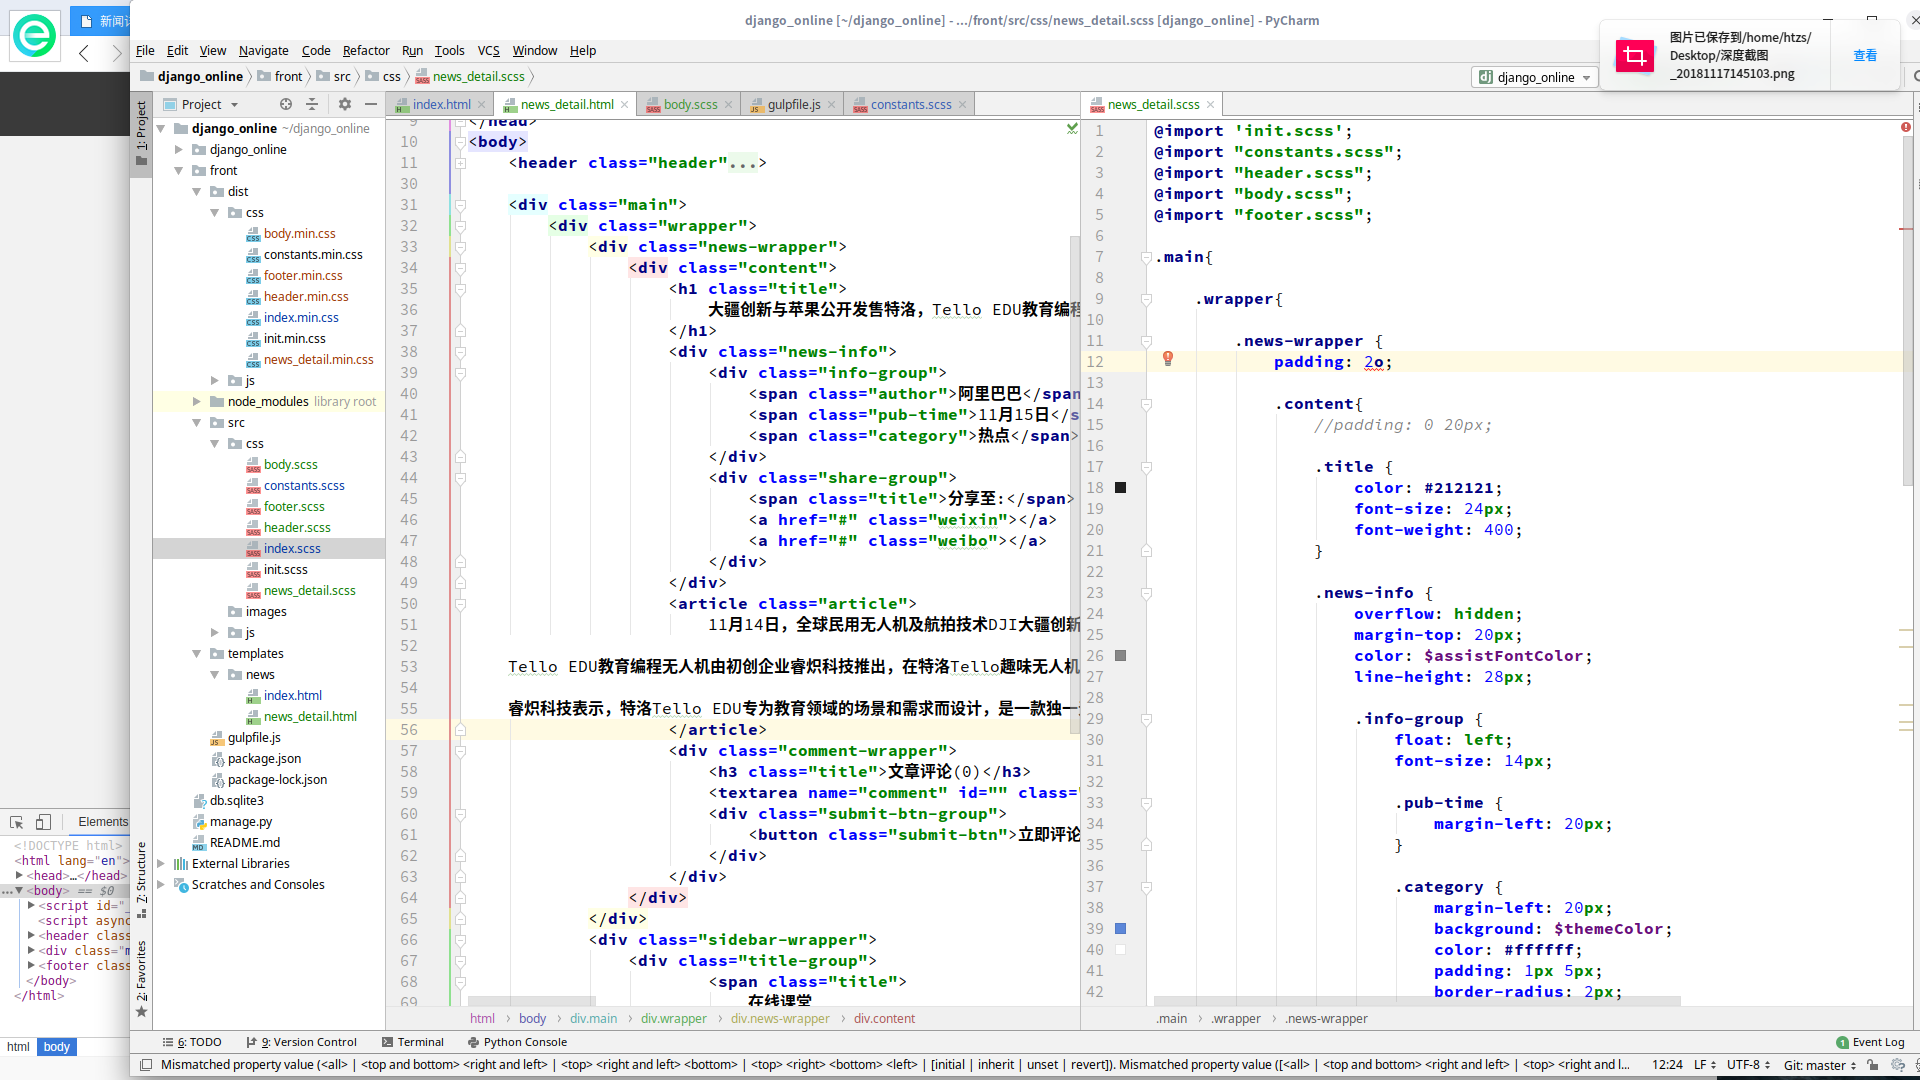 django_online [~/django_online] - .../front/src/css/news_detail.scss [django_online] - PyCharm
File Edit View Navigate Code Refactor Run Tools VCS Window Help
django_online front src css news_detail.scss
django_online
图片已保存到/home/htzs/
Desktop/深度截图
_20181117145103.png
查看
Project
index.html news_detail.html body.scss gulpfile.js constants.scss
news_detail.scss
1: Project
7: Structure
2: Favorites
django_online ~/django_online
django_online
front
dist
css
body.min.css
constants.min.css
footer.min.css
header.min.css
index.min.css
init.min.css
news_detail.min.css
js
node_modules library root
src
css
body.scss
constants.scss
footer.scss
header.scss
index.scss
init.scss
news_detail.scss
images
js
templates
news
index.html
news_detail.html
gulpfile.js
package.json
package-lock.json
db.sqlite3
manage.py
README.md
External Libraries
Scratches and Consoles
9 </head>
10 <body>
11 <header class="header"...>
30
31 <div class="main">
32 <div class="wrapper">
33 <div class="news-wrapper">
34 <div class="content">
35 <h1 class="title">
36 大疆创新与苹果公开发售特洛，Tello EDU教育编程
37 </h1>
38 <div class="news-info">
39 <div class="info-group">
40 <span class="author">阿里巴巴</span
41 <span class="pub-time">11月15日</s
42 <span class="category">热点</span>
43 </div>
44 <div class="share-group">
45 <span class="title">分享至:</span>
46 <a href="#" class="weixin"></a>
47 <a href="#" class="weibo"></a>
48 </div>
49 </div>
50 <article class="article">
51 11月14日，全球民用无人机及航拍技术DJI大疆创新
52
53 Tello EDU教育编程无人机由初创企业睿炽科技推出，在特洛Tello趣味无人机
54
55 睿炽科技表示，特洛Tello EDU专为教育领域的场景和需求而设计，是一款独一
56 </article>
57 <div class="comment-wrapper">
58 <h3 class="title">文章评论(0)</h3>
59 <textarea name="comment" id="" class="
60 <div class="submit-btn-group">
61 <button class="submit-btn">立即评论
62 </div>
63 </div>
64 </div>
65 </div>
66 <div class="sidebar-wrapper">
67 <div class="title-group">
68 <span class="title">
69 在线课堂
html body div.main div.wrapper div.news-wrapper div.content
1 @import 'init.scss';
2 @import "constants.scss";
3 @import "header.scss";
4 @import "body.scss";
5 @import "footer.scss";
6
7 .main{
8
9 .wrapper{
10
11 .news-wrapper {
12 padding: 2o;
13
14 .content{
15 //padding: 0 20px;
16
17 .title {
18 color: #212121;
19 font-size: 24px;
20 font-weight: 400;
21 }
22
23 .news-info {
24 overflow: hidden;
25 margin-top: 20px;
26 color: $assistFontColor;
27 line-height: 28px;
28
29 .info-group {
30 float: left;
31 font-size: 14px;
32
33 .pub-time {
34 margin-left: 20px;
35 }
36
37 .category {
38 margin-left: 20px;
39 background: $themeColor;
40 color: #ffffff;
41 padding: 1px 5px;
42 border-radius: 2px;
.main .wrapper .news-wrapper
新闻
Elements
<!DOCTYPE html>
<html lang="en">
<head>…</head>
<body> == $0
<script id="_
<script async
<header class
<div class="m
<footer class
</body>
</html>
html body
6: TODO 9: Version Control Terminal Python Console
1 Event Log
Mismatched property value (<all> | <top and bottom> <right and left> | <top> <right and left> <bottom> | <top> <right> <bottom> <left> | [initial | inherit | unset | revert]). Mismatched property value ([<all> | <top and bottom> <right and left> | <top> <right and l...
12:24 LF UTF-8 Git: master